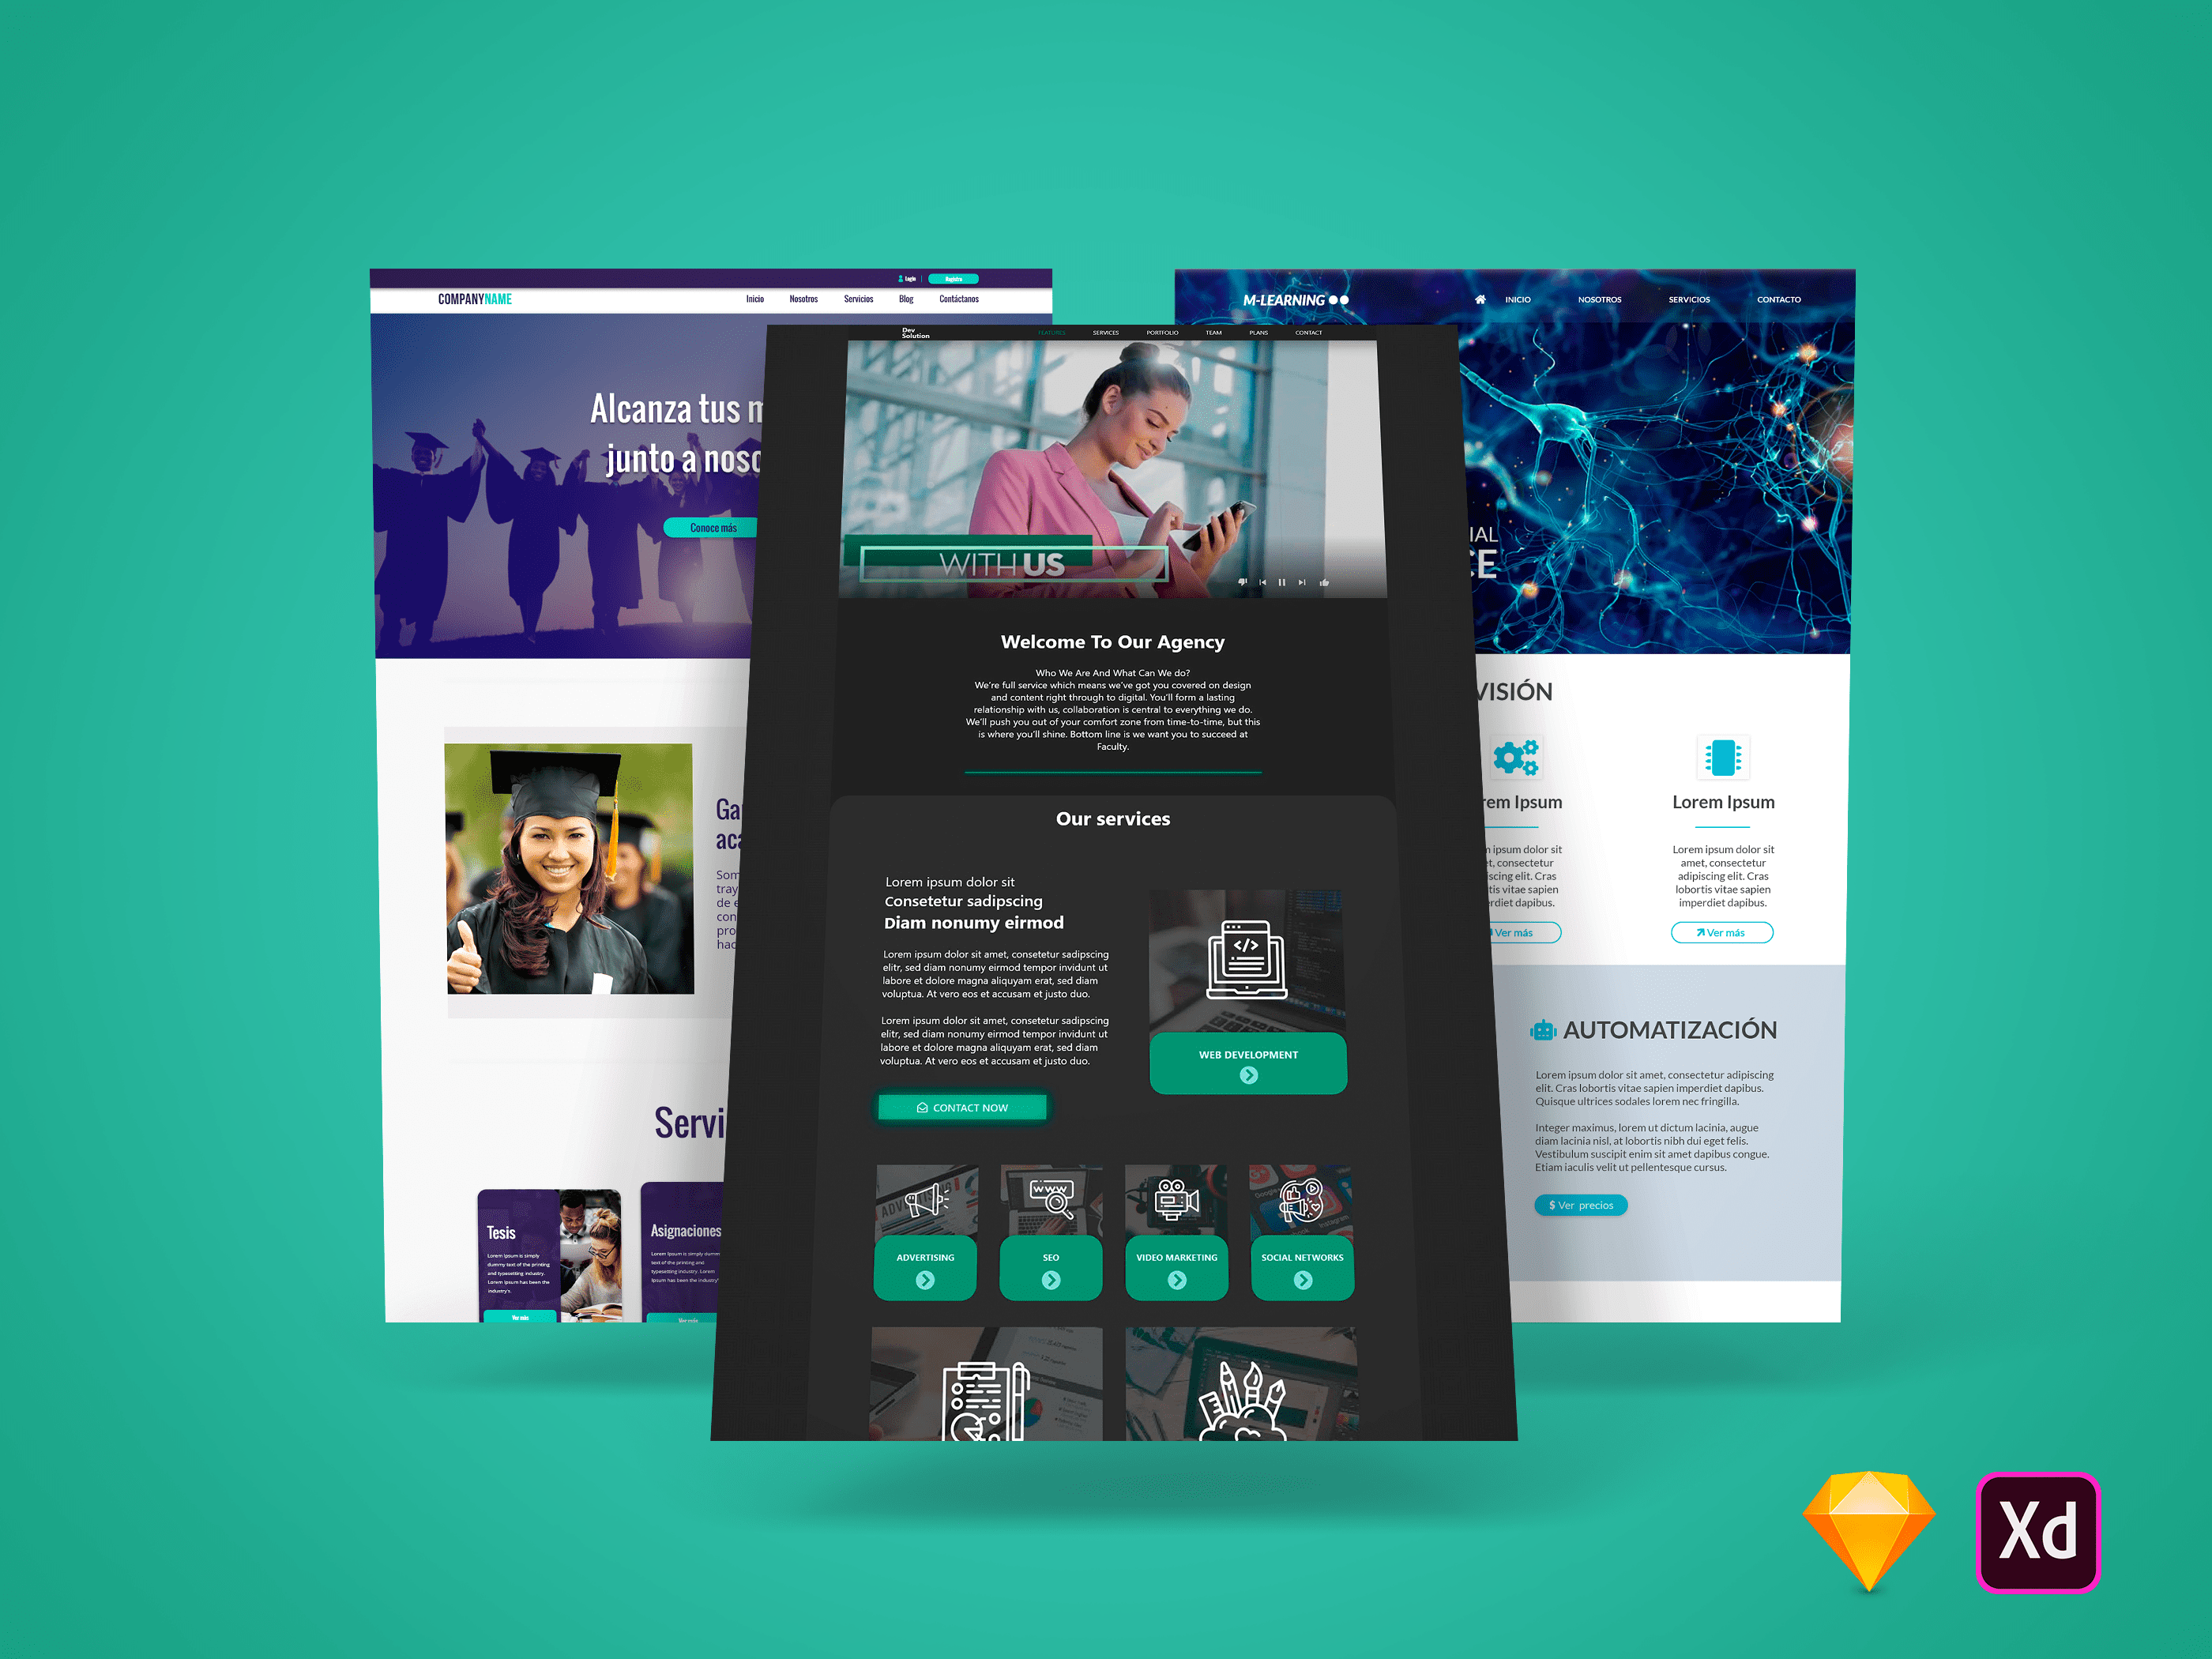 Login
Registro
COMPANYNAME
Inicio
Nosotros
Servicios
Blog
Contáctanos
Alcanza tus m
junto a noso
Conoce más
Ga
aca
Som
tray
de e
con
pro
hac
Servi
Tesis
Lorem Ipsum is simply
dummy text of the printing
and typesetting industry.
Lorem Ipsum has been the
industry's.
Ver más
Asignaciones
Lorem Ipsum is simply dumm
text of the printing and
typesetting industry. Lorem
Ipsum has been the industry'
Ver más
Dev
Solution
FEATURES
SERVICES
PORTFOLIO
TEAM
PLANS
CONTACT
WITH US
Welcome To Our Agency
Who We Are And What Can We do?
We're full service which means we've got you covered on design
and content right through to digital. You'll form a lasting
relationship with us, collaboration is central to everything we do.
We'll push you out of your comfort zone from time-to-time, but this
is where you'll shine. Bottom line is we want you to succeed at
Faculty.
Our services
Lorem ipsum dolor sit
Consetetur sadipscing
Diam nonumy eirmod
Lorem ipsum dolor sit amet, consetetur sadipscing
elitr, sed diam nonumy eirmod tempor invidunt ut
labore et dolore magna aliquyam erat, sed diam
voluptua. At vero eos et accusam et justo duo.
Lorem ipsum dolor sit amet, consetetur sadipscing
elitr, sed diam nonumy eirmod tempor invidunt ut
labore et dolore magna aliquyam erat, sed diam
voluptua. At vero eos et accusam et justo duo.
CONTACT NOW
WEB DEVELOPMENT
WWW
ADVERTISING
SEO
VIDEO MARKETING
SOCIAL NETWORKS
M-LEARNING
INICIO
NOSOTROS
SERVICIOS
CONTACTO
IAL
CE
VISIÓN
rem Ipsum
n ipsum dolor sit
et, consectetur
iscing elit. Cras
tis vitae sapien
rdiet dapibus.
Ver más
Lorem Ipsum
Lorem ipsum dolor sit
amet, consectetur
adipiscing elit. Cras
lobortis vitae sapien
imperdiet dapibus.
Ver más
AUTOMATIZACIÓN
Lorem ipsum dolor sit amet, consectetur adipiscing
elit. Cras lobortis vitae sapien imperdiet dapibus.
Quisque ultrices sodales lorem nec fringilla.
Integer maximus, lorem ut dictum lacinia, augue
diam lacinia nisl, at lobortis nibh dui eget felis.
Vestibulum suscipit enim sit amet dapibus congue.
Etiam iaculis velit ut pellentesque cursus.
$ Ver precios
Xd